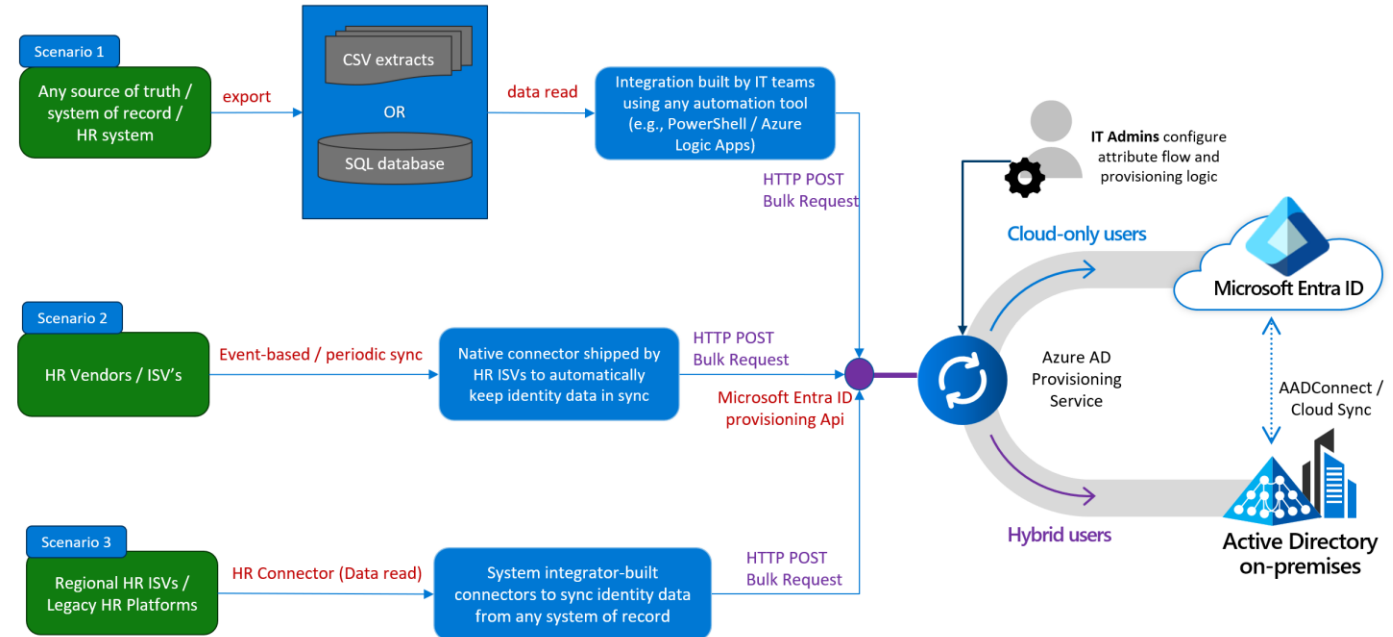 Scenario 1
Any source of truth /
system of record /
HR system
export
CSV extracts
OR
SQL database
data read
Integration built by IT teams
using any automation tool
(e.g., PowerShell / Azure
Logic Apps)
HTTP POST
Bulk Request
IT Admins configure
attribute flow and
provisioning logic
Cloud-only users
Microsoft Entra ID
Scenario 2
HR Vendors / ISV's
Event-based / periodic sync
Native connector shipped by
HR ISVs to automatically
keep identity data in sync
HTTP POST
Bulk Request
Microsoft Entra ID
provisioning Api
Azure AD
Provisioning
Service
AADConnect /
Cloud Sync
Scenario 3
Regional HR ISVs /
Legacy HR Platforms
HR Connector (Data read)
System integrator-built
connectors to sync identity data
from any system of record
HTTP POST
Bulk Request
Hybrid users
Active Directory
on-premises